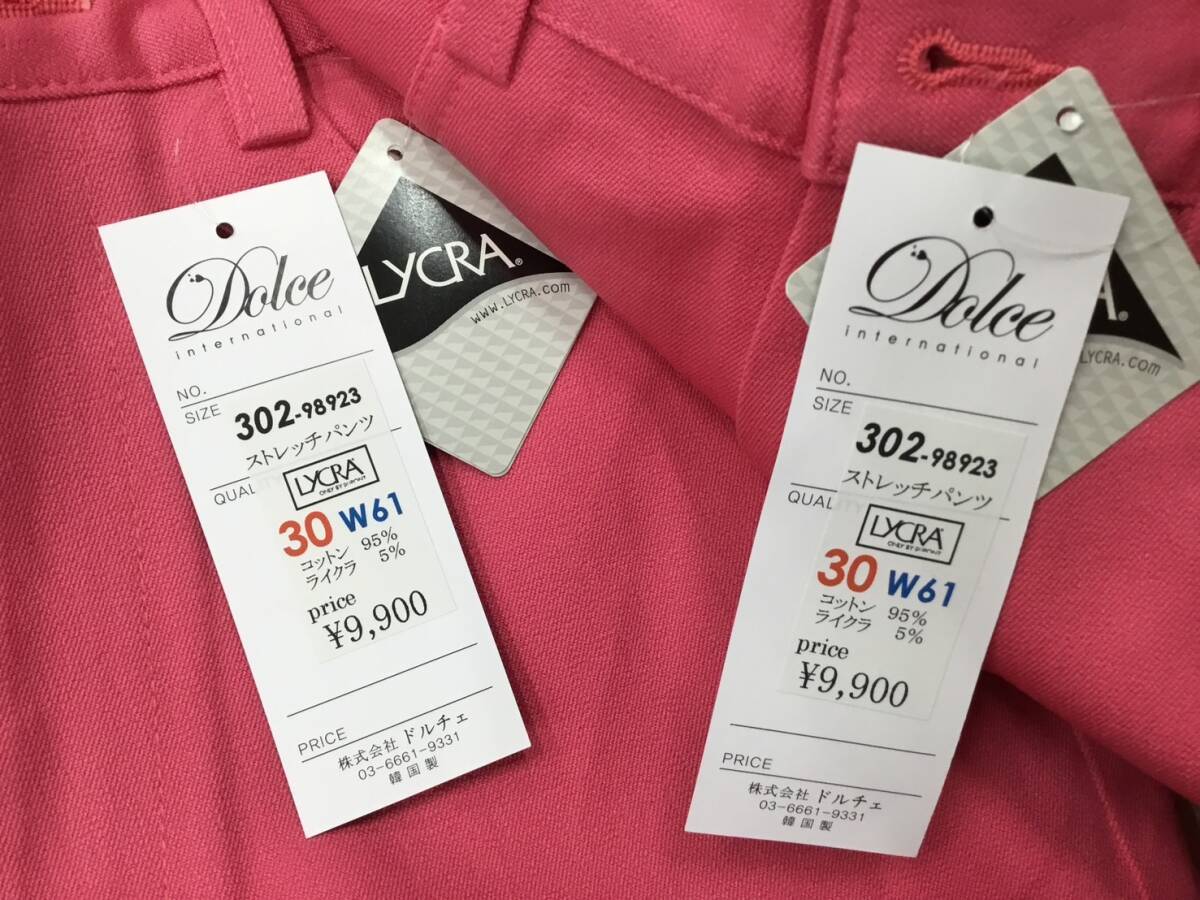 Dolce
international
NO.
SIZE
302-98923
ストレッチパンツ
QUALITY
LYCRA
30 W61
コットン 95%
ライクラ 5%
price
¥9,900
PRICE
株式会社 ドルチェ
03-6661-9331
韓国製
LYCRA®
www.LYCRA.com
Dolce
international
NO.
SIZE
302-98923
ストレッチパンツ
QUALITY
LYCRA
30 W61
コットン 95%
ライクラ 5%
price
¥9,900
PRICE
株式会社 ドルチェ
03-6661-9331
韓国製
A®
LYCRA.com